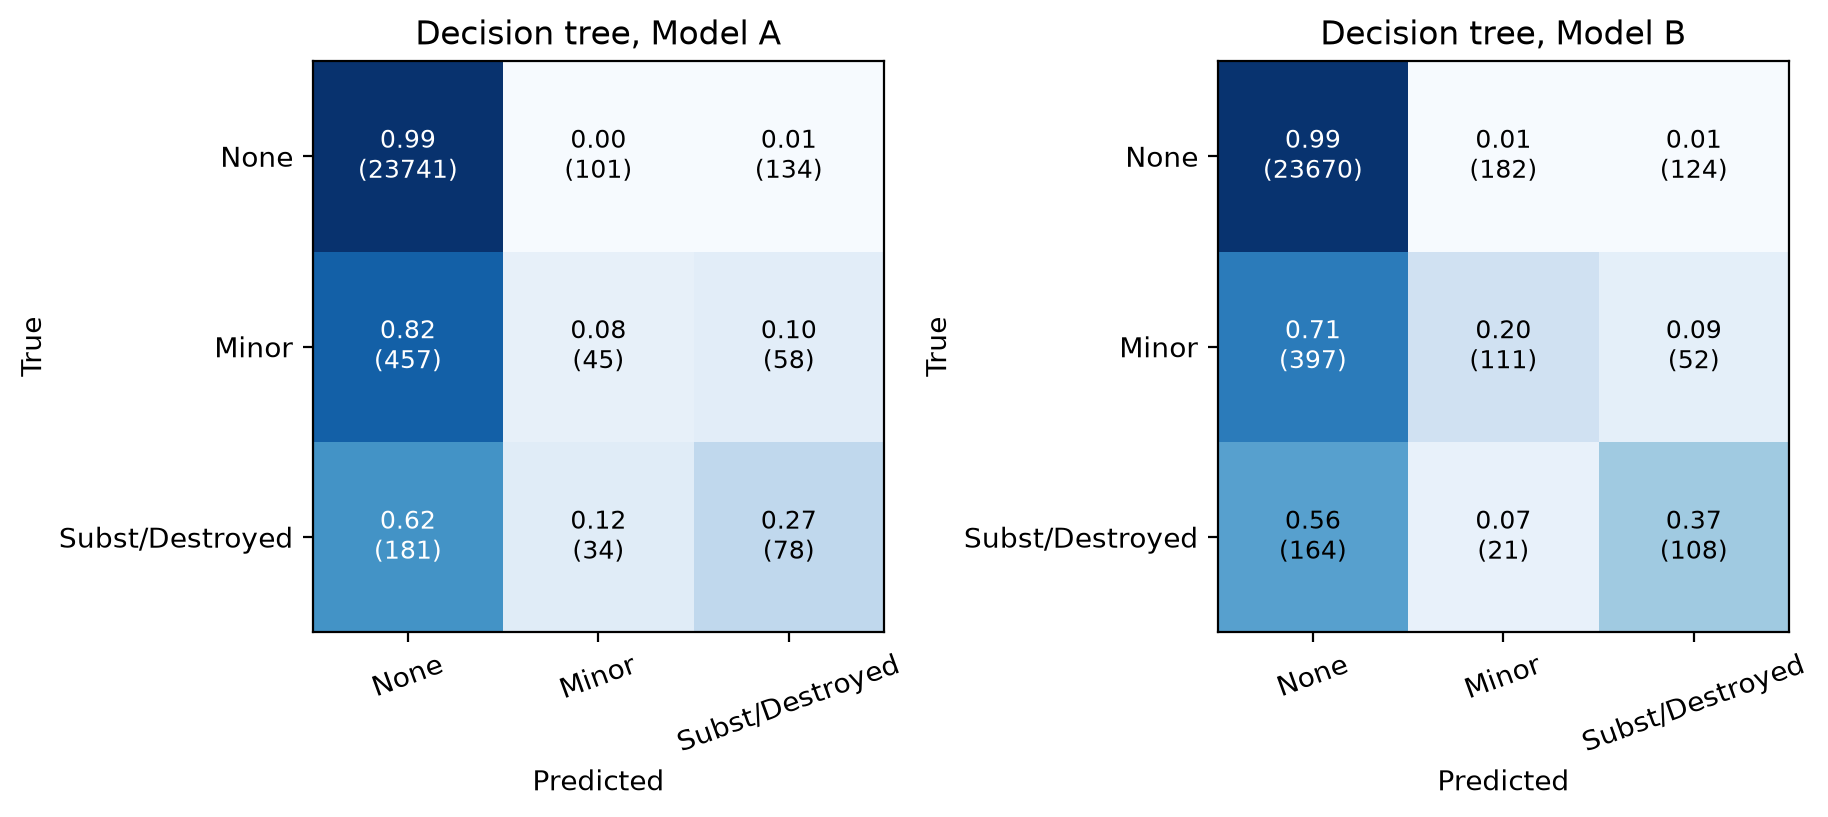 Decision tree, Model A
True
None
0.99
(23741)
0.00
(101)
0.01
(134)
Minor
0.82
(457)
0.08
(45)
0.10
(58)
Subst/Destroyed
0.62
(181)
0.12
(34)
0.27
(78)
None
Minor
Subst/Destroyed
Predicted
Decision tree, Model B
True
None
0.99
(23670)
0.01
(182)
0.01
(124)
Minor
0.71
(397)
0.20
(111)
0.09
(52)
Subst/Destroyed
0.56
(164)
0.07
(21)
0.37
(108)
None
Minor
Subst/Destroyed
Predicted